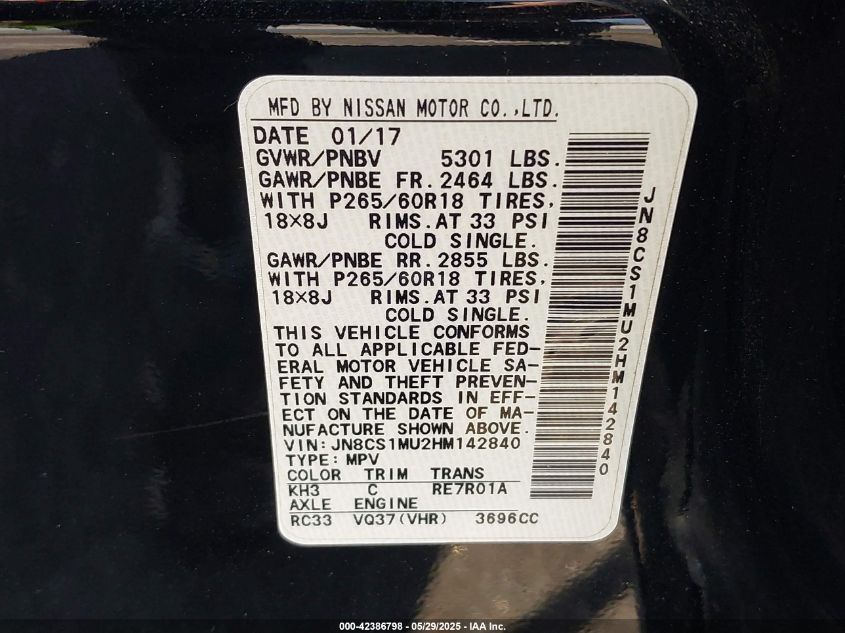 MFD BY NISSAN MOTOR CO.,LTD.
DATE 01/17
GVWR/PNBV 5301 LBS.
GAWR/PNBE FR.2464 LBS.
WITH P265/60R18 TIRES,
18×8J RIMS.AT 33 PSI
COLD SINGLE.
GAWR/PNBE RR.2855 LBS.
WITH P265/60R18 TIRES,
18×8J RIMS.AT 33 PSI
COLD SINGLE.
THIS VEHICLE CONFORMS
TO ALL APPLICABLE FED-
ERAL MOTOR VEHICLE SA-
FETY AND THEFT PREVEN-
TION STANDARDS IN EFF-
ECT ON THE DATE OF MA-
NUFACTURE SHOWN ABOVE.
VIN:JN8CS1MU2HM142840
TYPE:MPV
COLOR TRIM TRANS
KH3 C RE7R01A
AXLE ENGINE
RC33 VQ37(VHR) 3696CC
JN8CS1MU2HM142840
000-42386798 - 05/29/2025 - IAA Inc.